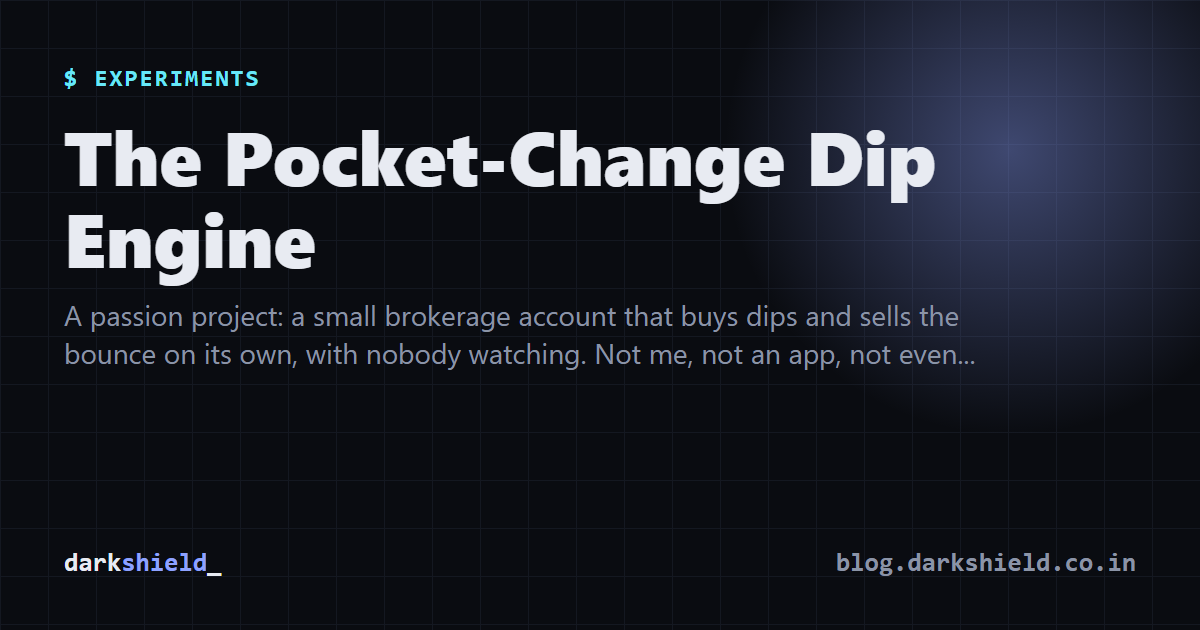 $ EXPERIMENTS
The Pocket-Change Dip
Engine
A passion project: a small brokerage account that buys dips and sells the
bounce on its own, with nobody watching. Not me, not an app, not even...
darkshield_
blog.darkshield.co.in